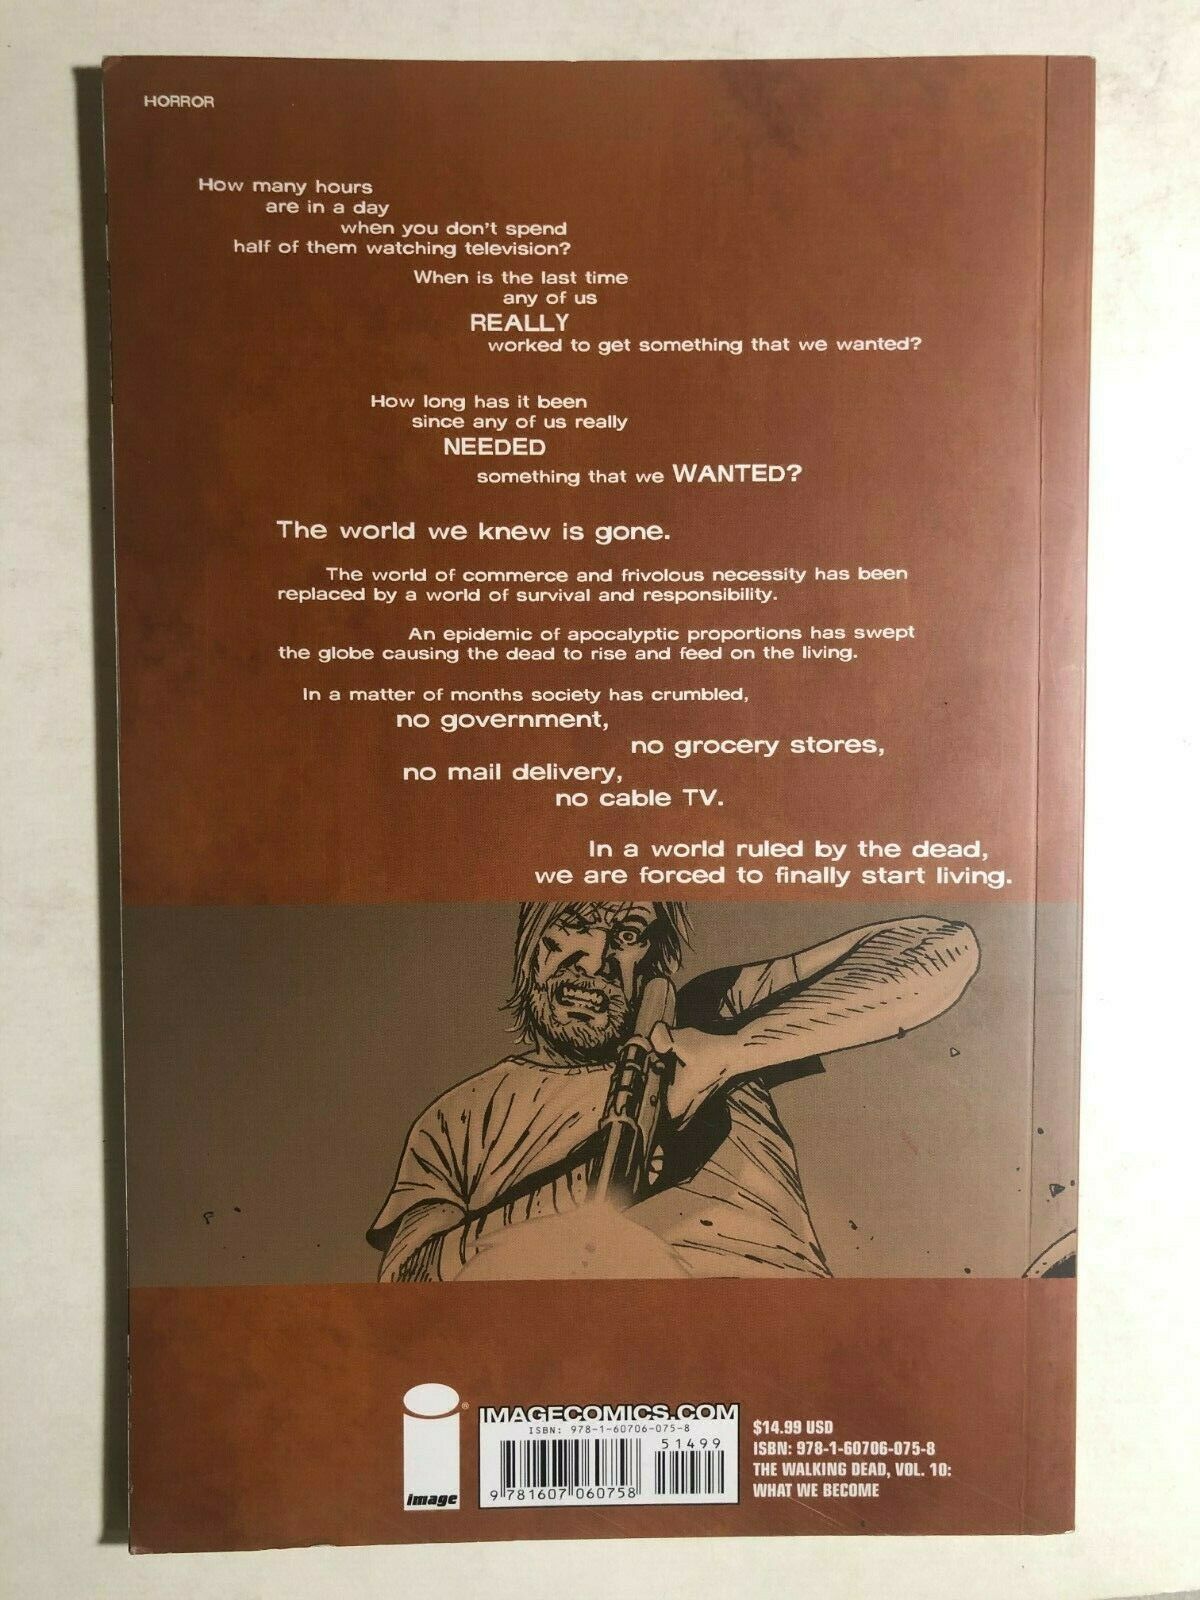 HORROR
How many hours
are in a day
when you don't spend
half of them watching television?
When is the last time
any of us
REALLY
worked to get something that we wanted?
How long has it been
since any of us really
NEEDED
something that we WANTED?
The world we knew is gone.
The world of commerce and frivolous necessity has been
replaced by a world of survival and responsibility.
An epidemic of apocalyptic proportions has swept
the globe causing the dead to rise and feed on the living.
In a matter of months society has crumbled,
no government,
no grocery stores,
no mail delivery,
no cable TV.
In a world ruled by the dead,
we are forced to finally start living.
image
®
IMAGECOMICS.COM
ISBN: 978-1-60706-075-8
51499
9 781607 060758
$14.99 USD
ISBN: 978-1-60706-075-8
THE WALKING DEAD, VOL. 10:
WHAT WE BECOME